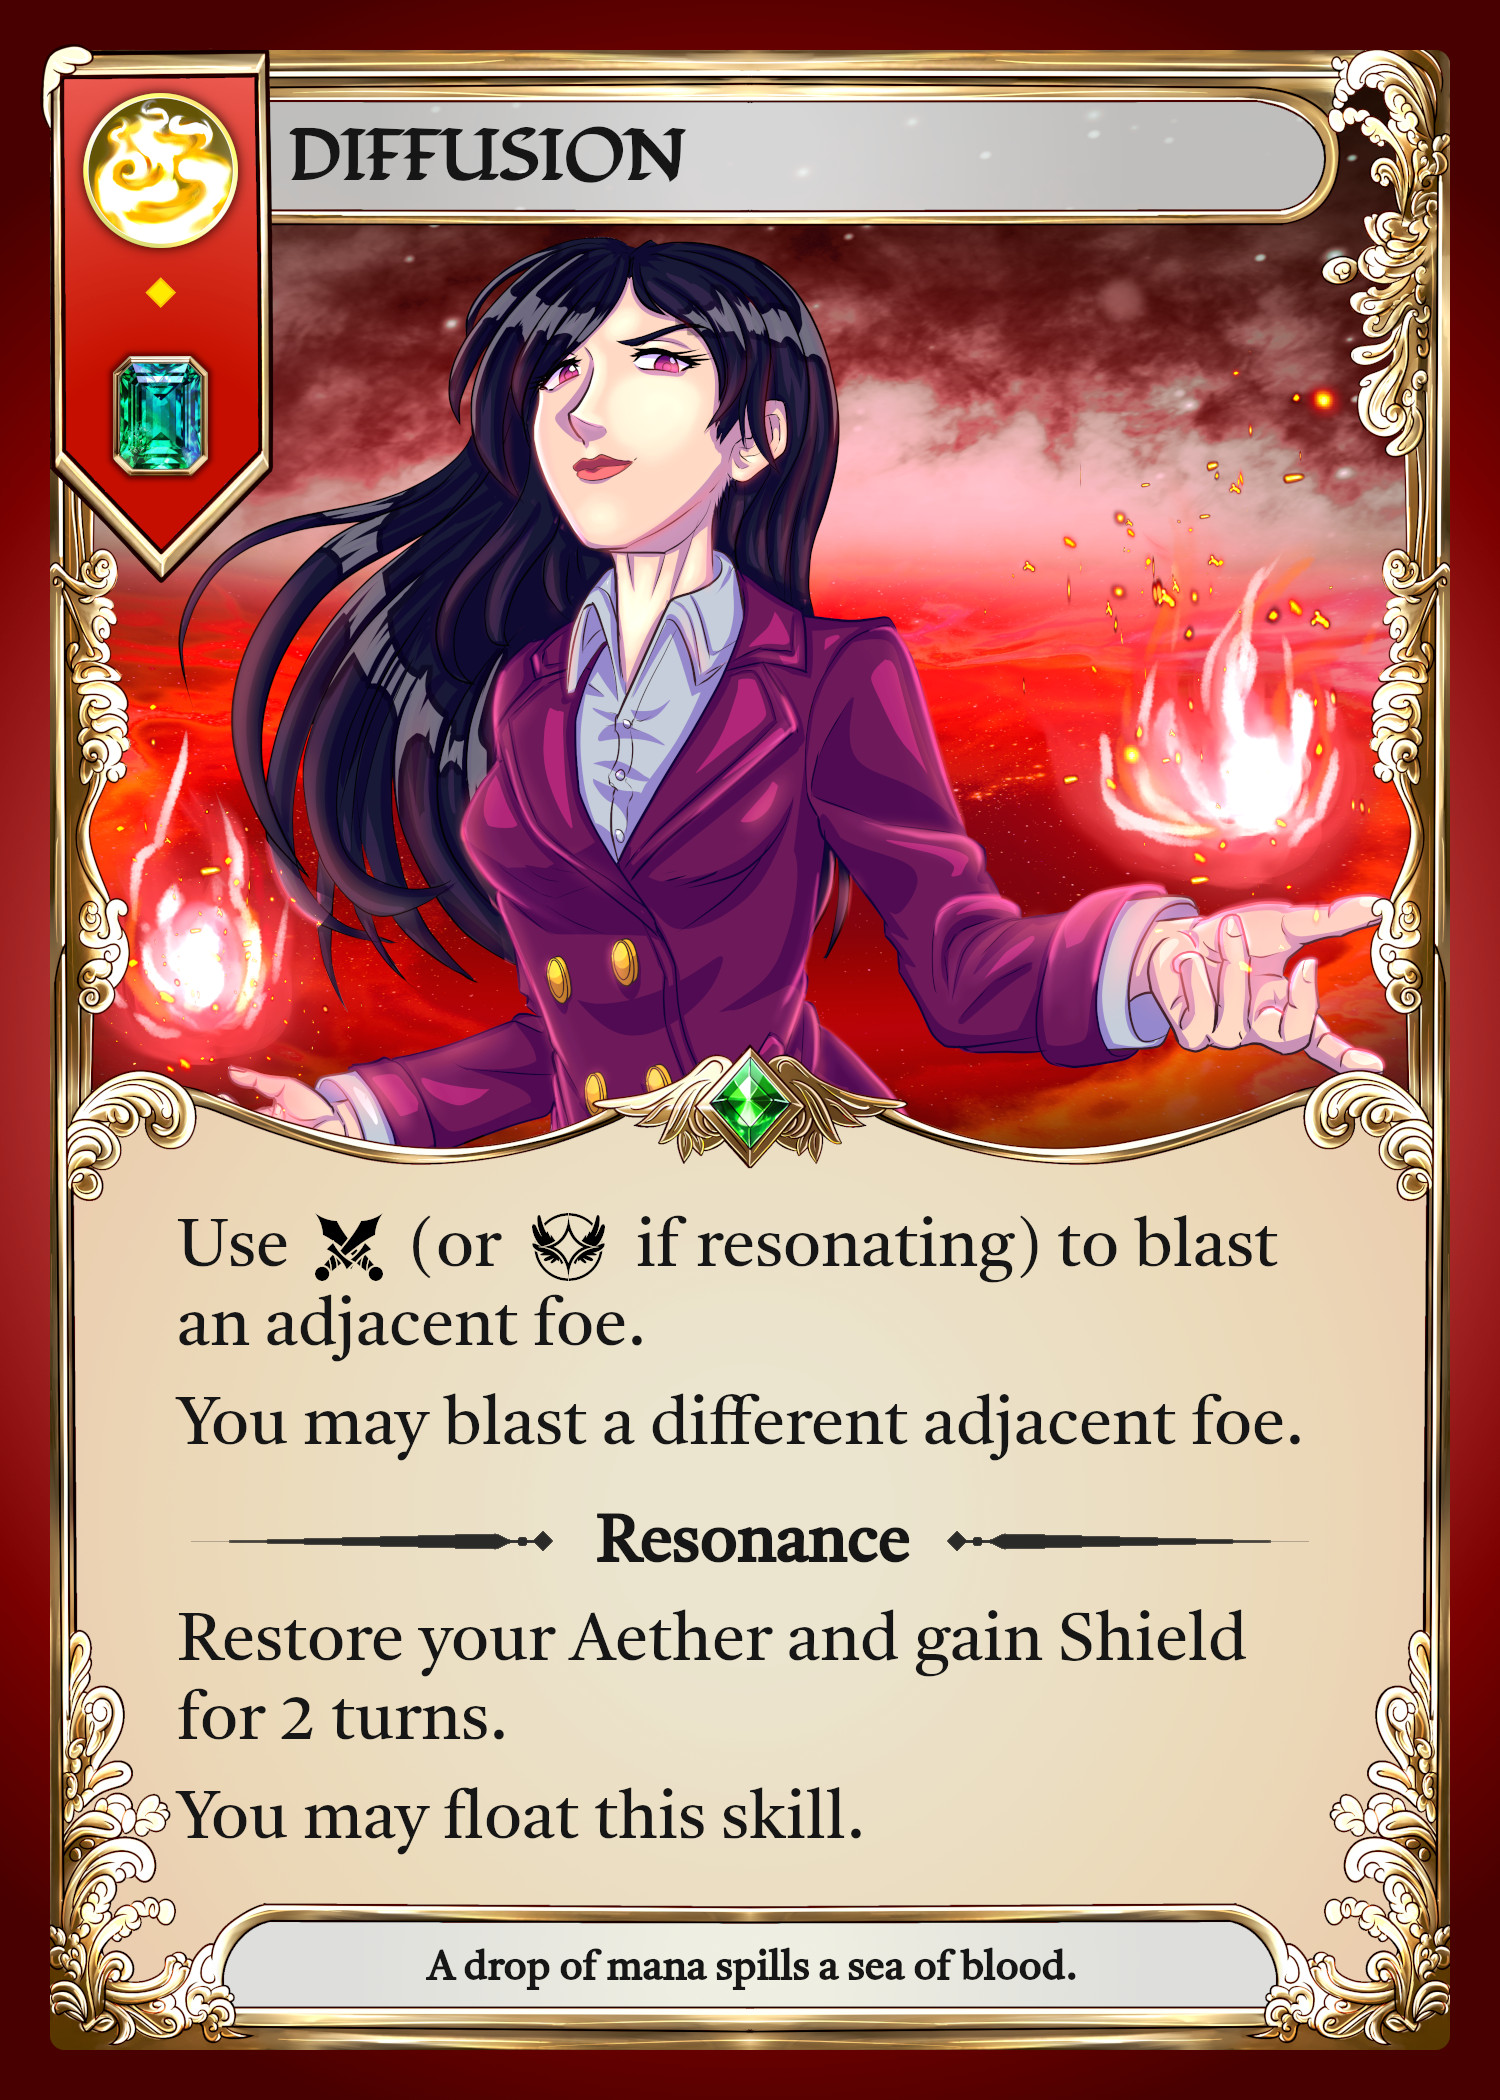 DIFFUSION
Use (or if resonating) to blast
an adjacent foe.
You may blast a different adjacent foe.
Resonance
Restore your Aether and gain Shield
for 2 turns.
You may float this skill.
A drop of mana spills a sea of blood.